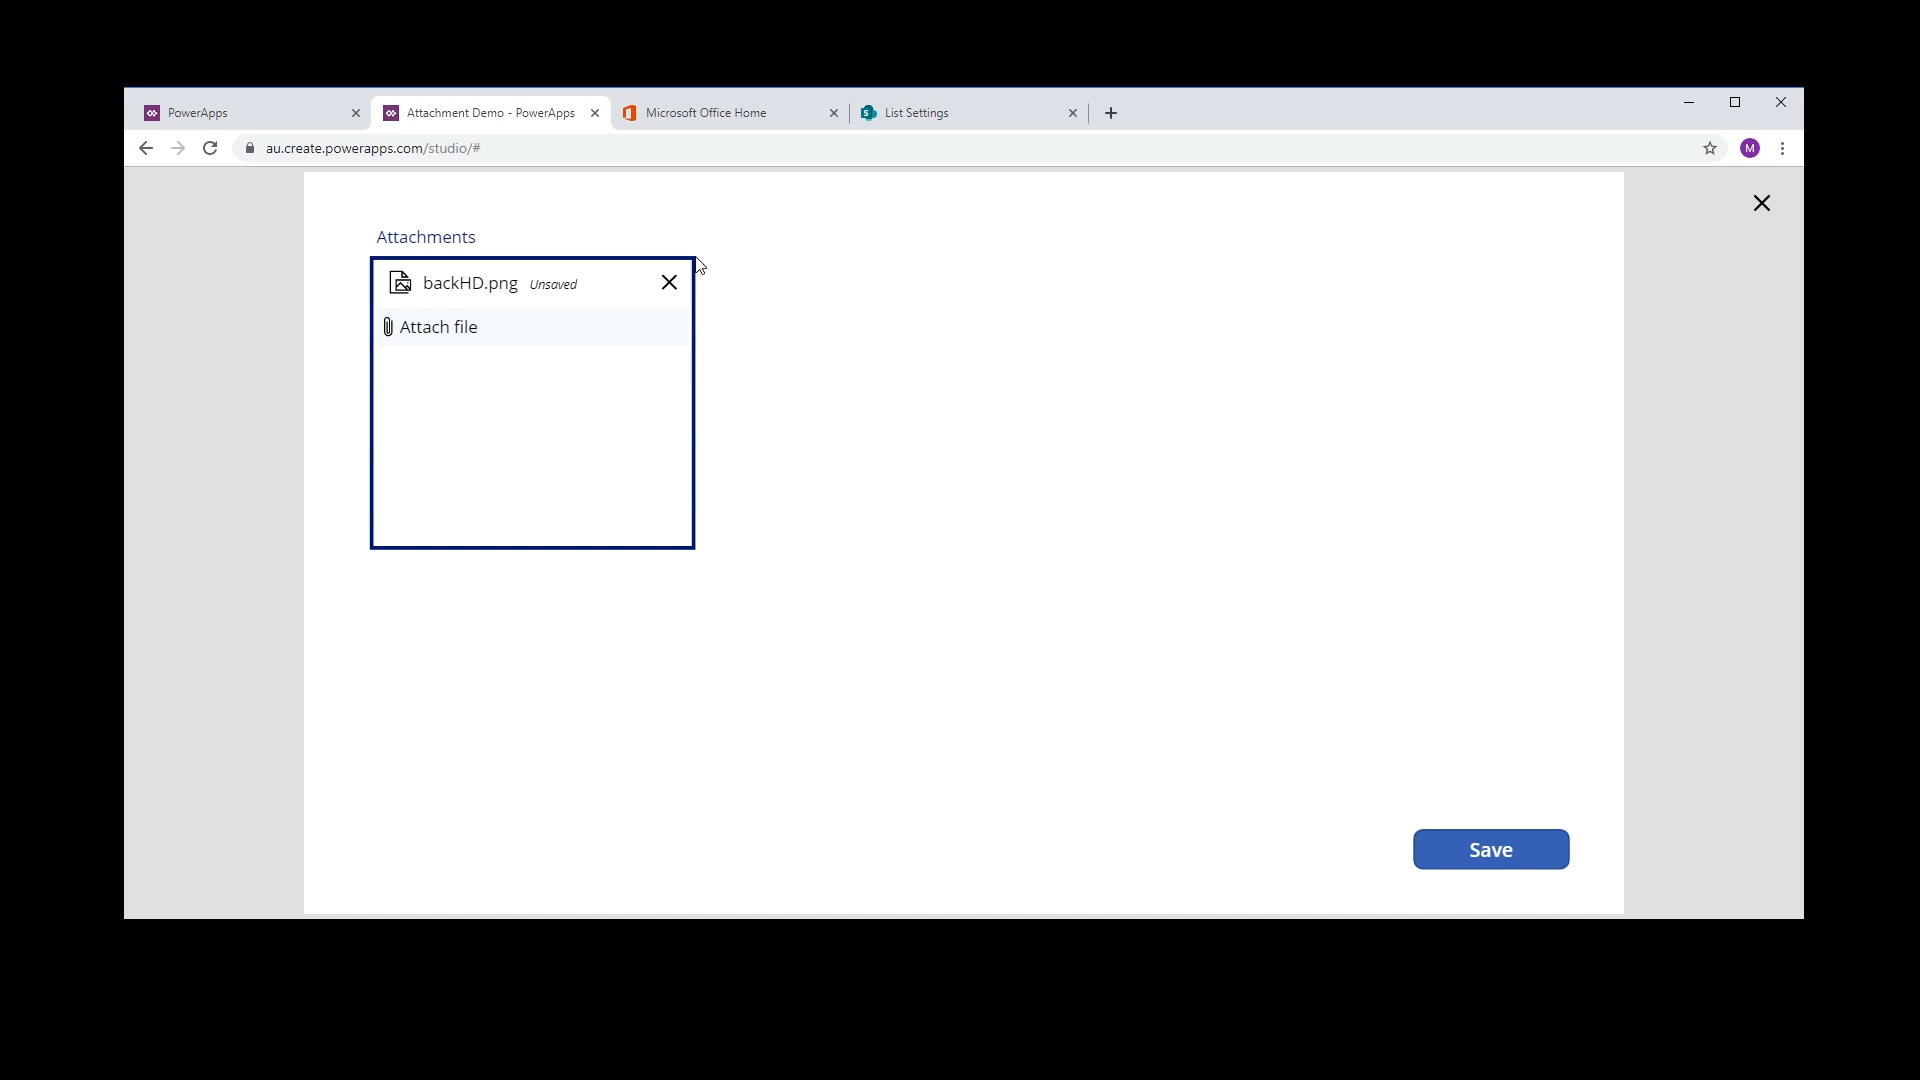 PowerApps
Attachment Demo - PowerApps
Microsoft Office Home
List Settings
au.create.powerapps.com/studio/#
M
Attachments
backHD.png Unsaved
Attach file
Save